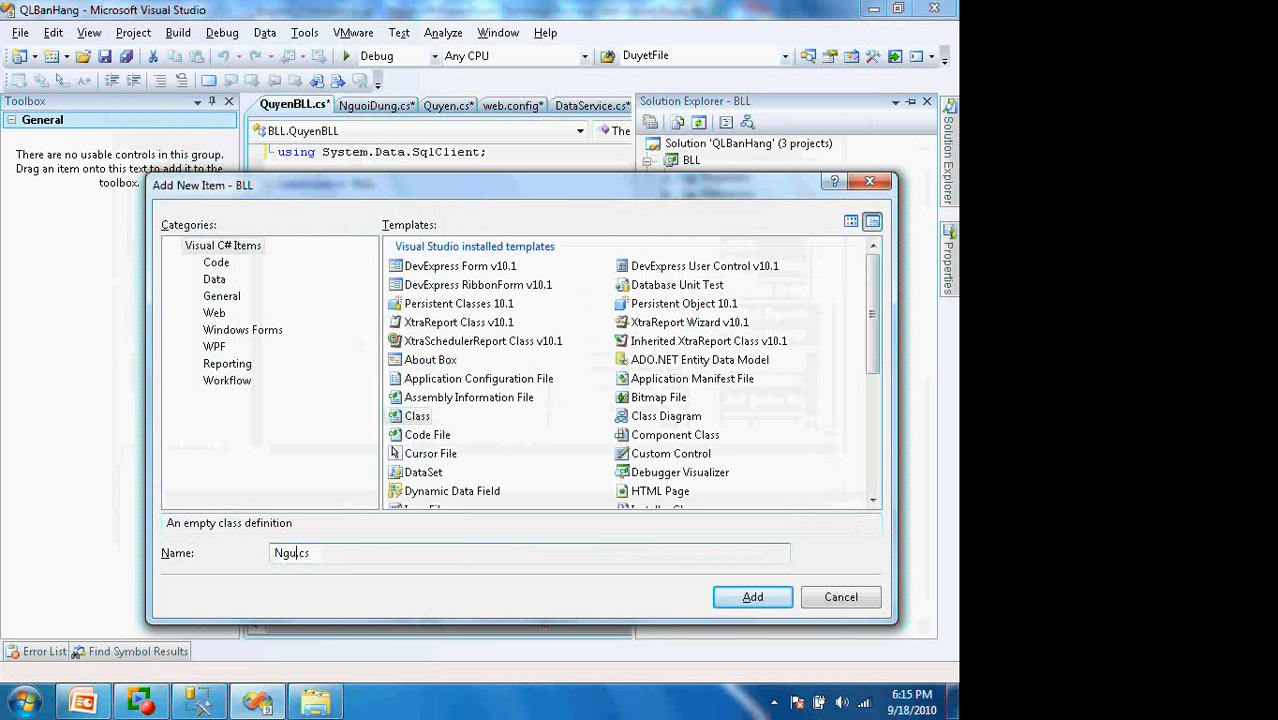 QLBanHang - Microsoft Visual Studio
File Edit View Project Build Debug Data Tools VMware Test Analyze Window Help
Debug Any CPU DuyetFile
Toolbox
General
There are no usable controls in this group.
Drag an item onto this text to add it to the
toolbox.
QuyenBLL.cs* NguoiDung.cs* Quyen.cs* web.config* DataService.cs*
BLL.QuyenBLL The
using System.Data.SqlClient;
Solution Explorer - BLL
Solution 'QLBanHang' (3 projects)
BLL
Solution Explorer
Properties
Add New Item - BLL
Categories:
Visual C# Items
Code
Data
General
Web
Windows Forms
WPF
Reporting
Workflow
Templates:
Visual Studio installed templates
DevExpress Form v10.1 DevExpress User Control v10.1
DevExpress RibbonForm v10.1 Database Unit Test
Persistent Classes 10.1 Persistent Object 10.1
XtraReport Class v10.1 XtraReport Wizard v10.1
XtraSchedulerReport Class v10.1 Inherited XtraReport Class v10.1
About Box ADO.NET Entity Data Model
Application Configuration File Application Manifest File
Assembly Information File Bitmap File
Class Class Diagram
Code File Component Class
Cursor File Custom Control
DataSet Debugger Visualizer
Dynamic Data Field HTML Page
An empty class definition
Name: Ngu.cs
Add Cancel
Error List Find Symbol Results
6:15 PM
9/18/2010